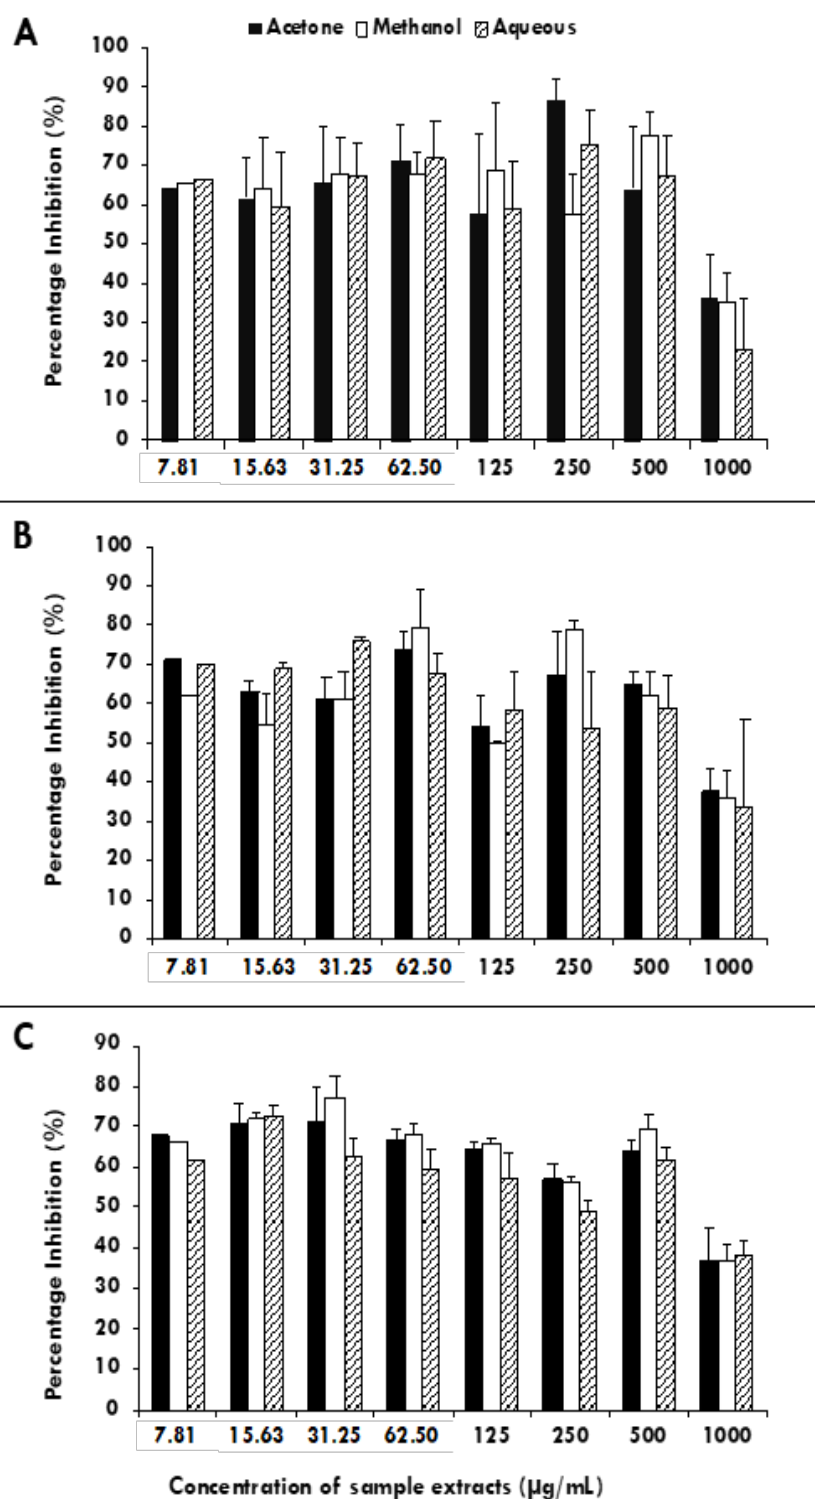 A
Acetone Methanol Aqueous
Percentage Inhibition (%)
100
90
80
70
60
50
40
30
20
10
0
7.81 15.63 31.25 62.50 125 250 500 1000
B
Percentage Inhibition (%)
100
90
80
70
60
50
40
30
20
10
0
7.81 15.63 31.25 62.50 125 250 500 1000
C
Percentage Inhibition (%)
90
80
70
60
50
40
30
20
10
0
7.81 15.63 31.25 62.50 125 250 500 1000
Concentration of sample extracts (μg/mL)